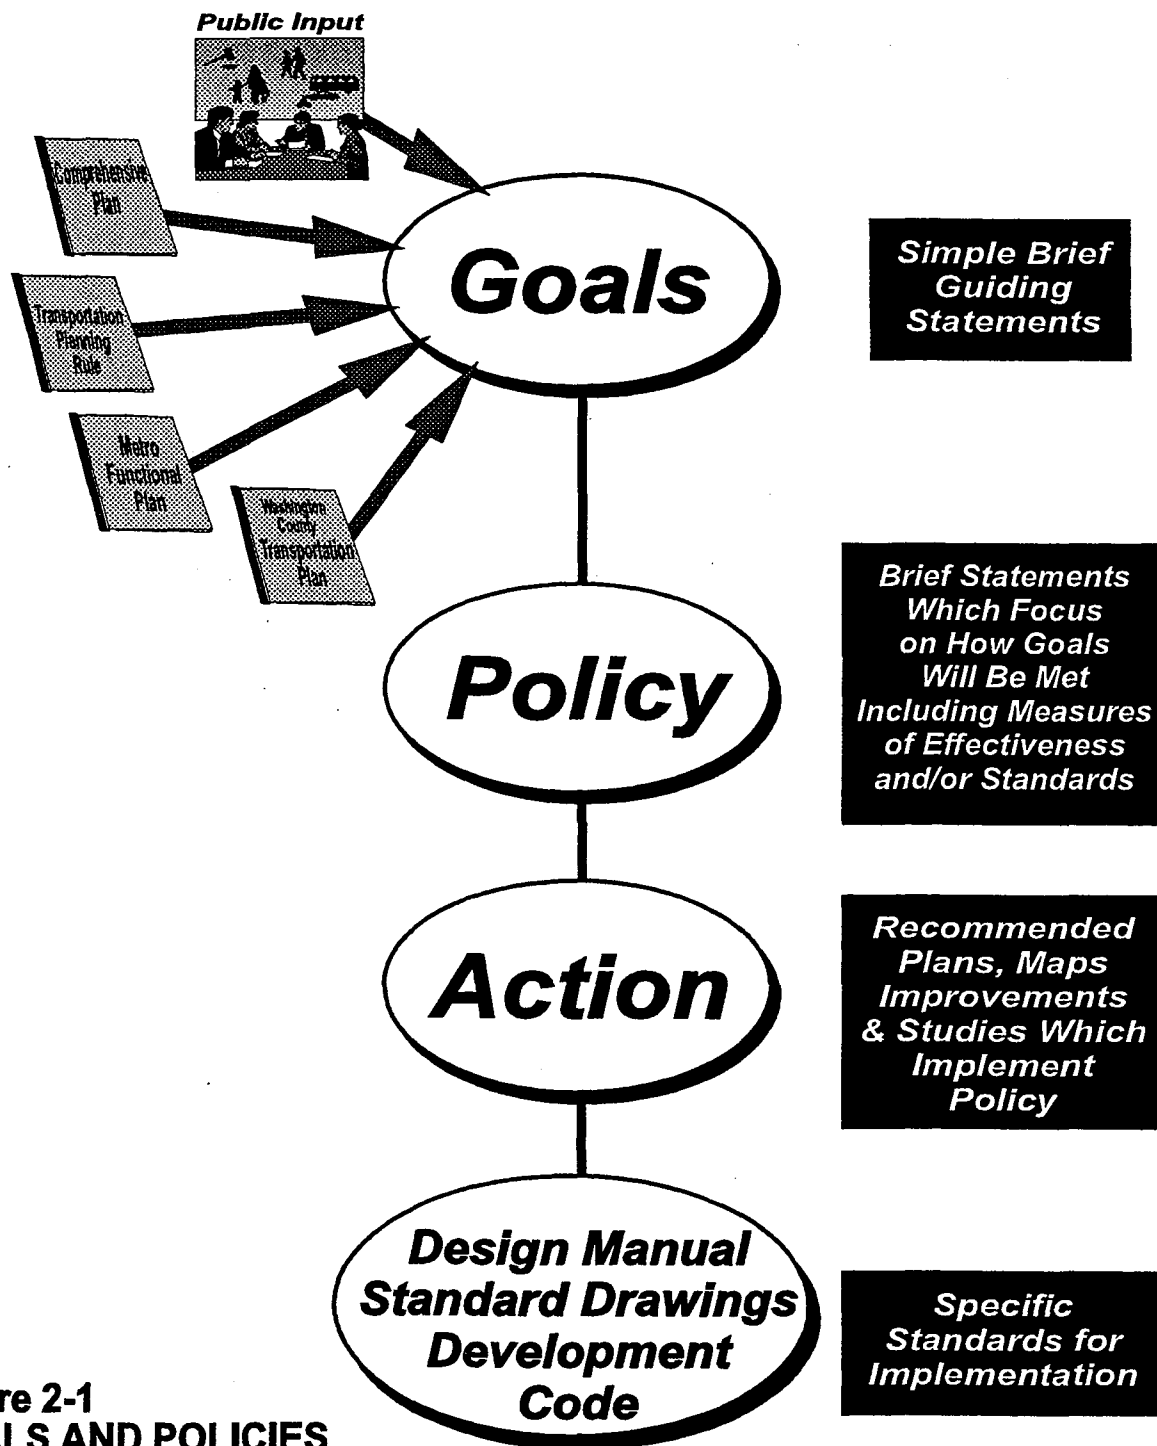 Public Input
Comprehensive
Plan
Transportation
Planning
Rule
Metro
Functional
Plan
Washington
County
Transportation
Plan
Goals
Simple Brief
Guiding
Statements
Policy
Brief Statements
Which Focus
on How Goals
Will Be Met
Including Measures
of Effectiveness
and/or Standards
Action
Recommended
Plans, Maps
Improvements
& Studies Which
Implement
Policy
Design Manual
Standard Drawings
Development
Code
Specific
Standards for
Implementation
re 2-1
ALS AND POLICIES